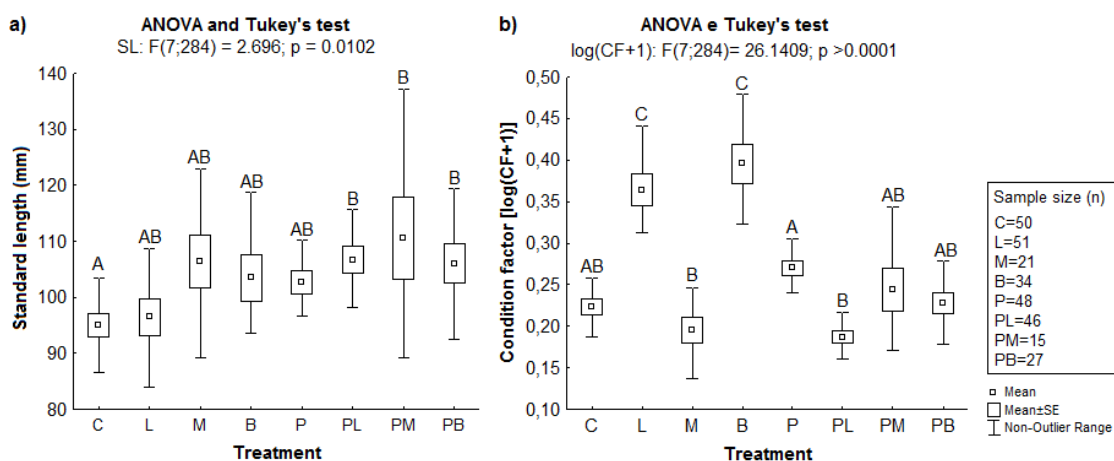 a)
ANOVA and Tukey's test
SL: F(7;284) = 2.696; p = 0.0102
Standard length (mm)
140
130
120
110
100
90
80
A
AB
AB
AB
AB
B
B
B
C
L
M
B
P
PL
PM
PB
Treatment
b)
ANOVA e Tukey's test
log(CF+1): F(7;284)= 26.1409; p >0.0001
Condition factor [log(CF+1)]
0,50
0,45
0,40
0,35
0,30
0,25
0,20
0,15
0,10
AB
C
B
C
A
B
AB
AB
C
L
M
B
P
PL
PM
PB
Treatment
Sample size (n)
C=50
L=51
M=21
B=34
P=48
PL=46
PM=15
PB=27
Mean
Mean±SE
Non-Outlier Range